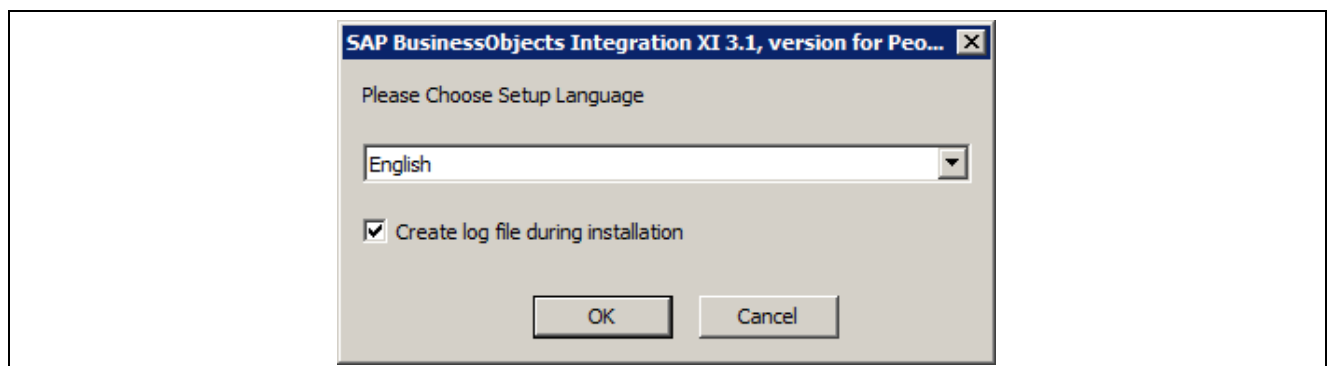 SAP BusinessObjects Integration XI 3.1, version for Peo...
Please Choose Setup Language
English
Create log file during installation
OK
Cancel